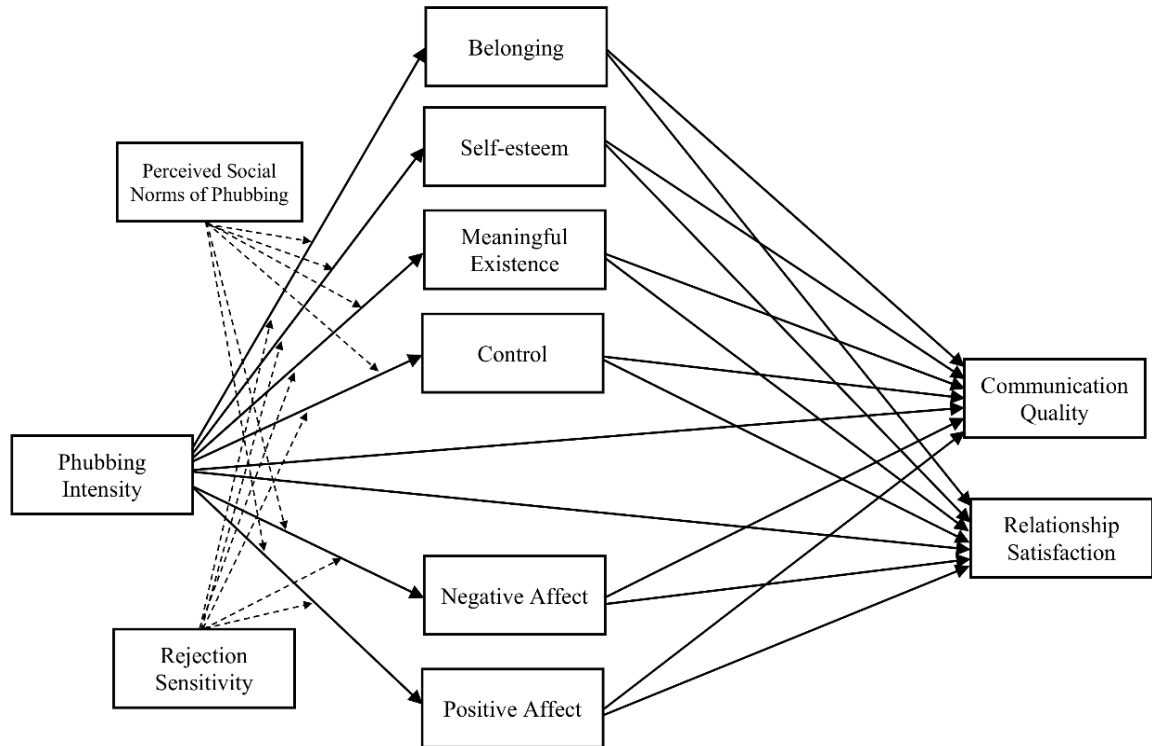 Belonging
Self-esteem
Perceived Social
Norms of Phubbing
Meaningful
Existence
Control
Communication
Quality
Phubbing
Intensity
Relationship
Satisfaction
Negative Affect
Rejection
Sensitivity
Positive Affect